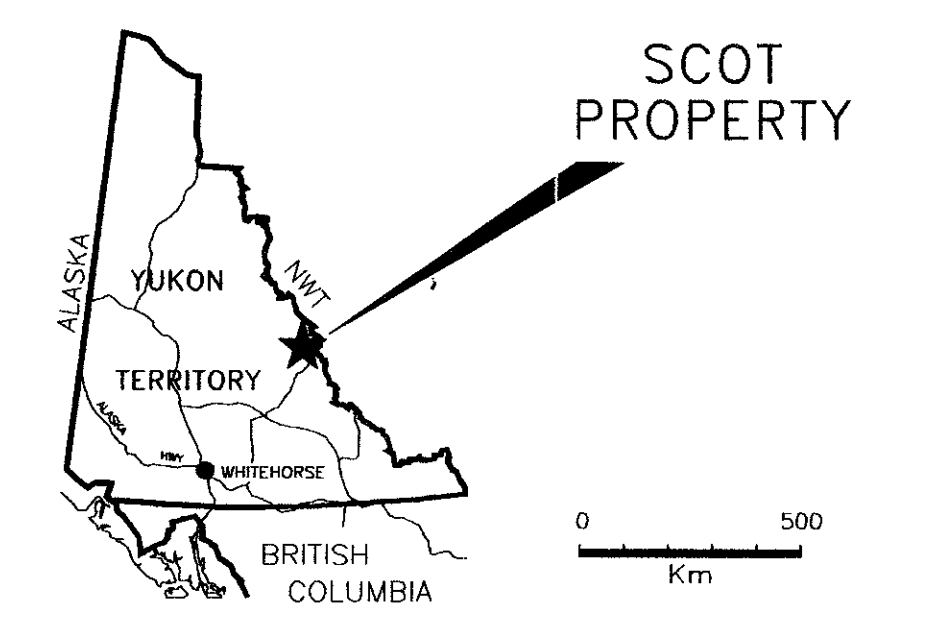 SCOT
PROPERTY
ALASKA
YUKON
NWT
TERRITORY
ALASKA
HWY
WHITEHORSE
BRITISH
COLUMBIA
0 500
Km